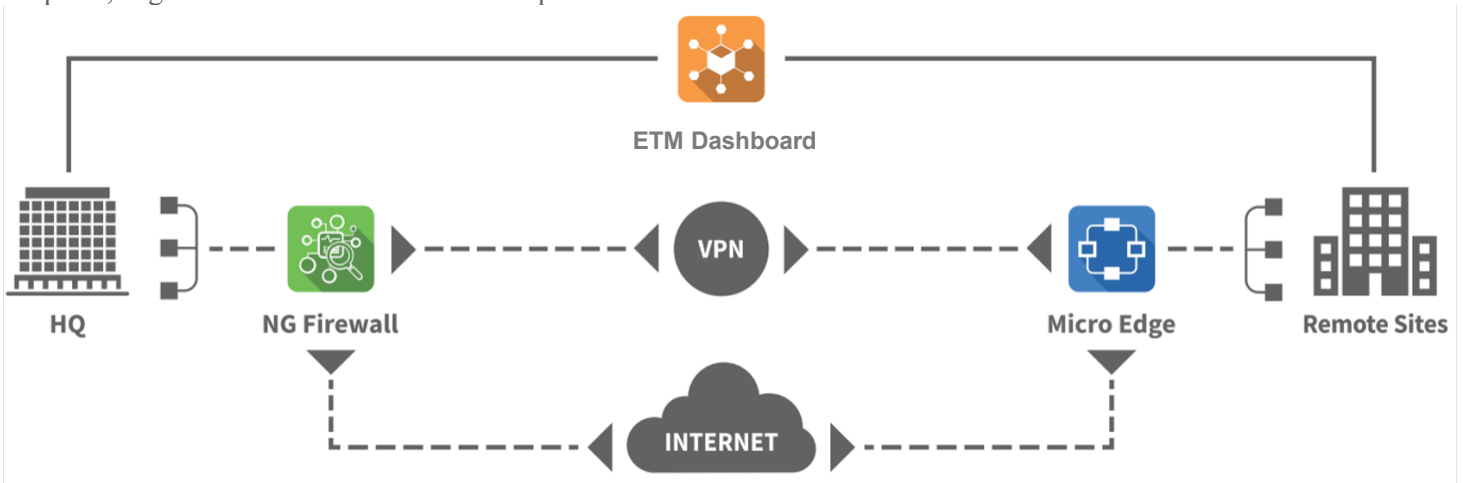 ETM Dashboard
VPN
HQ
NG Firewall
Micro Edge
Remote Sites
INTERNET